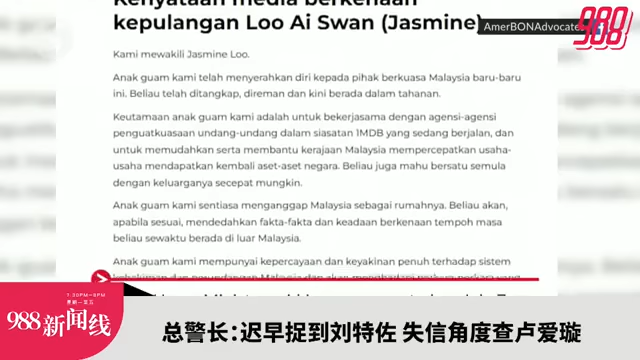 Kenyataan media berkenaan
kepulangan Loo Ai Swan (Jasmine)
AmerBONAdvocates
988
Kami mewakili Jasmine Loo.
Anak guam kami telah menyerahkan diri kepada pihak berkuasa Malaysia baru-baru
ini. Beliau telah ditangkap, direman dan kini berada dalam tahanan.
Keutamaan anak guam kami adalah untuk bekerjasama dengan agensi-agensi
penguatkuasaan undang-undang dalam siasatan 1MDB yang sedang berjalan, dan
untuk memudahkan serta membantu kerajaan Malaysia mempercepatkan usaha-
usaha mendapatkan kembali aset-aset negara. Beliau juga mahu bersatu semula
dengan keluarganya secepat mungkin.
Anak guam kami sentiasa menganggap Malaysia sebagai rumahnya. Beliau akan,
apabila sesuai, mendedahkan fakta-fakta dan keadaan berkenaan tempoh masa
beliau sewaktu berada di luar Malaysia.
Anak guam kami mempunyai kepercayaan dan keyakinan penuh terhadap sistem
988 新闻线
总警长:迟早捉到刘特佐 失信角度查卢爱璇